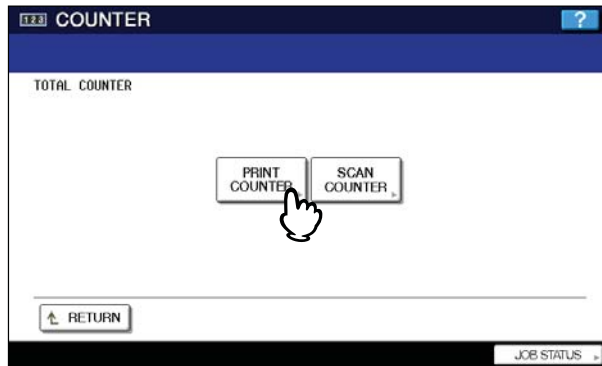 123 COUNTER
?
TOTAL COUNTER
PRINT
COUNTER
SCAN
COUNTER
RETURN
JOB STATUS